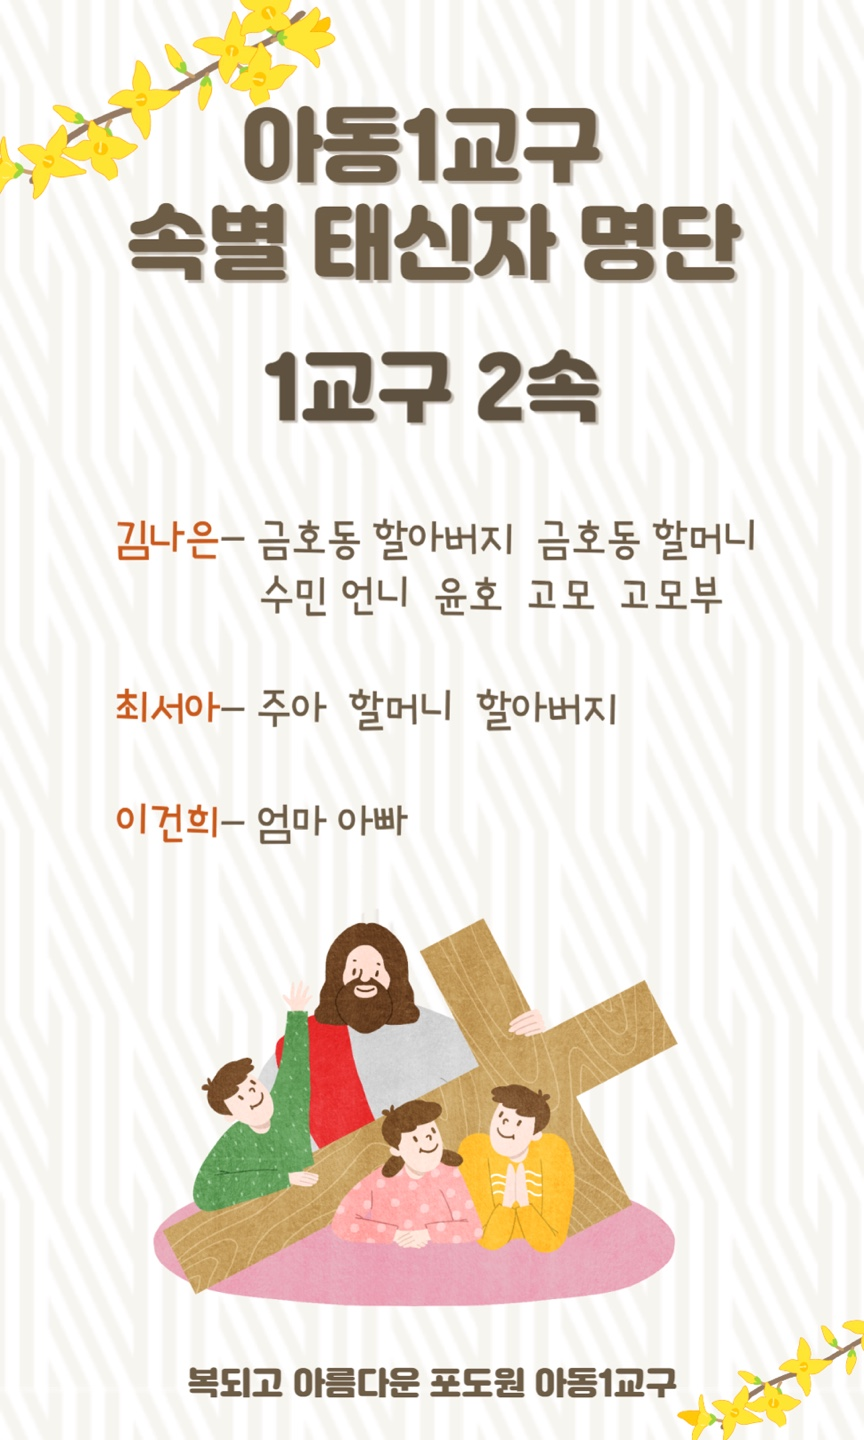 아동1교구
속별 태신자 명단
1교구 2속
김나은– 금호동 할아버지 금호동 할머니
수민 언니 윤호 고모 고모부
최서아– 주아 할머니 할아버지
이건희– 엄마 아빠
복되고 아름다운 포도원 아동1교구